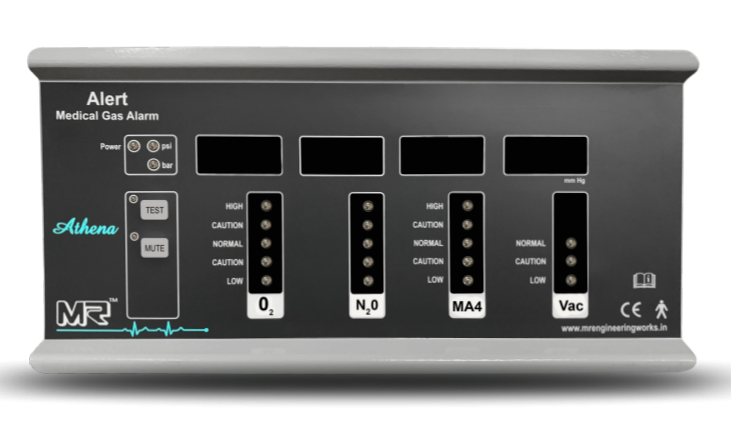 Alert
Medical Gas Alarm
Power psi
bar
mm Hg
TEST
MUTE
Athena
MR™
HIGH
CAUTION
NORMAL
CAUTION
LOW
O2
N2O
HIGH
CAUTION
NORMAL
CAUTION
LOW
MA4
NORMAL
CAUTION
LOW
Vac
CE
www.mrengineeringworks.in